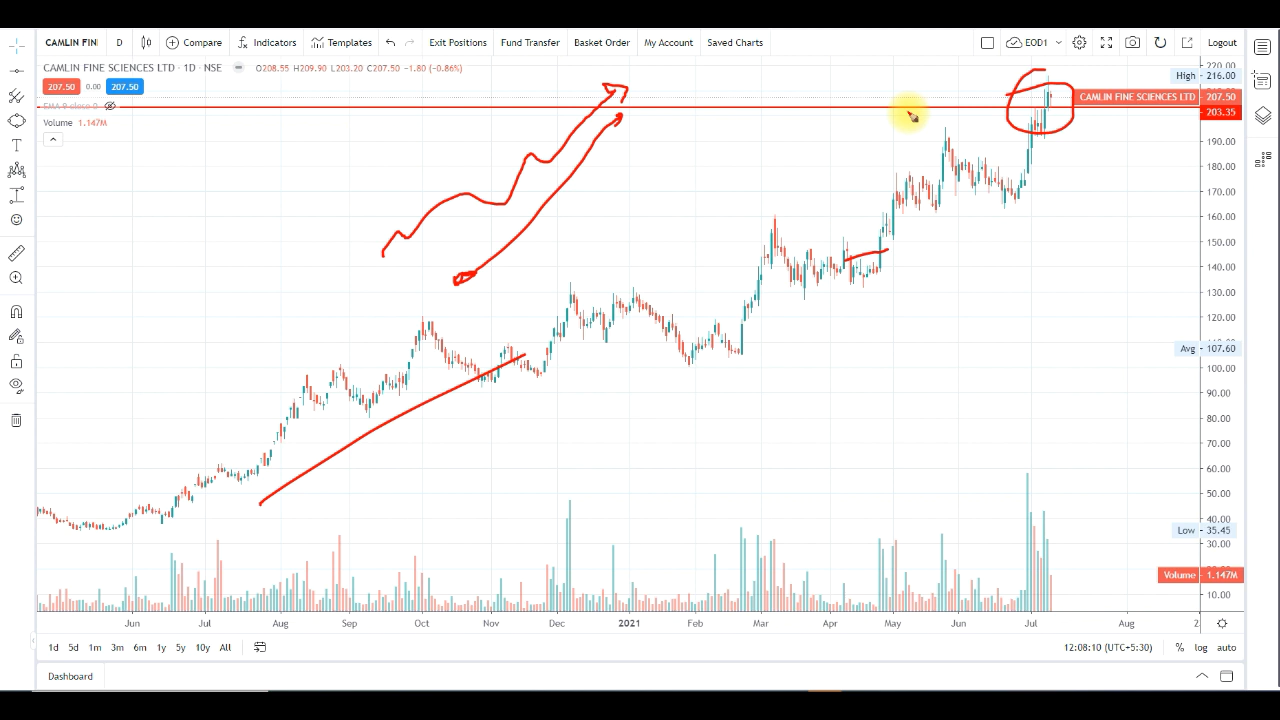 CAMLIN FIN
D
Compare
Indicators
Templates
Exit Positions
Fund Transfer
Basket Order
My Account
Saved Charts
EOD1
Logout
CAMLIN FINE SCIENCES LTD · 1D · NSE
O208.55 H209.90 L203.20 C207.50 -1.80 (-0.86%)
207.50 0.00 207.50
EMA 9 close 0
Volume 1.147M
220.00
High - 216.00
CAMLIN FINE SCIENCES LTD 207.50
203.35
190.00
180.00
170.00
160.00
150.00
140.00
130.00
120.00
Avg - 107.60
100.00
90.00
80.00
70.00
60.00
50.00
40.00
Low - 35.45
30.00
Volume 1.147M
10.00
Jun Jul Aug Sep Oct Nov Dec 2021 Feb Mar Apr May Jun Jul Aug 2
1d 5d 1m 3m 6m 1y 5y 10y All
12:08:10 (UTC+5:30) % log auto
Dashboard